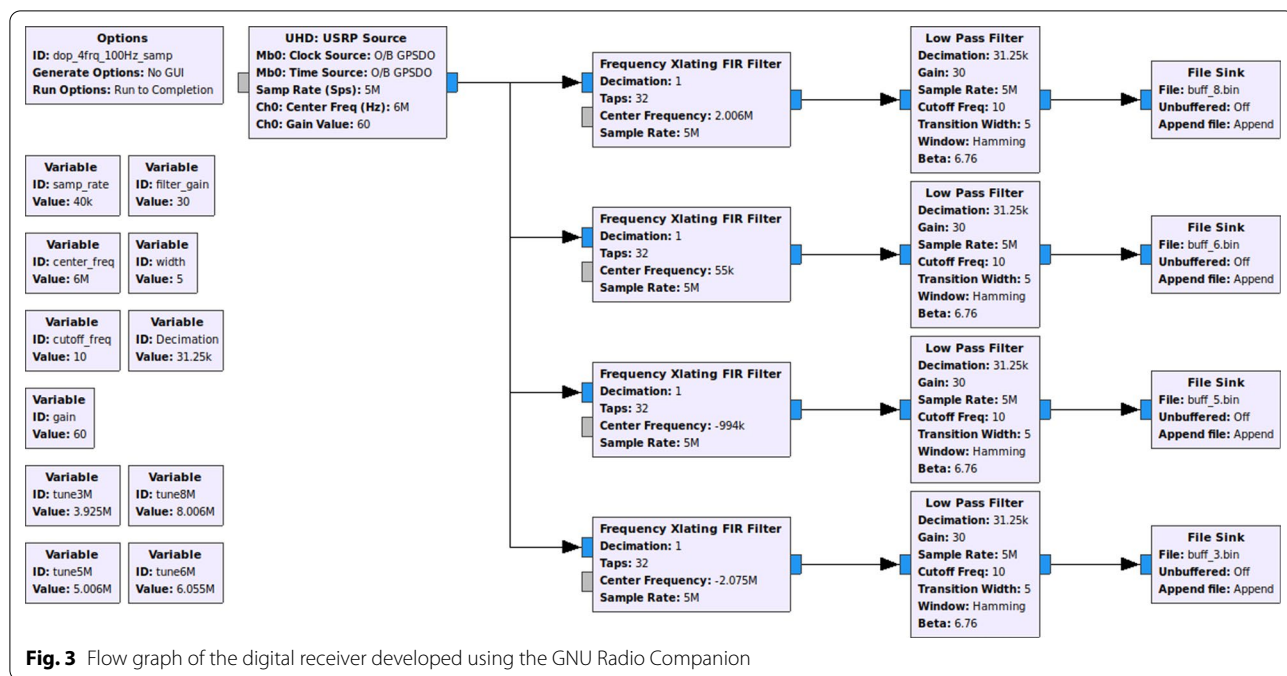 Options
ID: dop_4frq_100Hz_samp
Generate Options: No GUI
Run Options: Run to Completion
UHD: USRP Source
Mb0: Clock Source: O/B GPSDO
Mb0: Time Source: O/B GPSDO
Samp Rate (Sps): 5M
Ch0: Center Freq (Hz): 6M
Ch0: Gain Value: 60
Variable
ID: samp_rate
Value: 40k
Variable
ID: filter_gain
Value: 30
Variable
ID: center_freq
Value: 6M
Variable
ID: width
Value: 5
Variable
ID: cutoff_freq
Value: 10
Variable
ID: Decimation
Value: 31.25k
Variable
ID: gain
Value: 60
Variable
ID: tune3M
Value: 3.925M
Variable
ID: tune8M
Value: 8.006M
Variable
ID: tune5M
Value: 5.006M
Variable
ID: tune6M
Value: 6.055M
Frequency Xlating FIR Filter
Decimation: 1
Taps: 32
Center Frequency: 2.006M
Sample Rate: 5M
Low Pass Filter
Decimation: 31.25k
Gain: 30
Sample Rate: 5M
Cutoff Freq: 10
Transition Width: 5
Window: Hamming
Beta: 6.76
File Sink
File: buff_8.bin
Unbuffered: Off
Append file: Append
Frequency Xlating FIR Filter
Decimation: 1
Taps: 32
Center Frequency: 55k
Sample Rate: 5M
Low Pass Filter
Decimation: 31.25k
Gain: 30
Sample Rate: 5M
Cutoff Freq: 10
Transition Width: 5
Window: Hamming
Beta: 6.76
File Sink
File: buff_6.bin
Unbuffered: Off
Append file: Append
Frequency Xlating FIR Filter
Decimation: 1
Taps: 32
Center Frequency: -994k
Sample Rate: 5M
Low Pass Filter
Decimation: 31.25k
Gain: 30
Sample Rate: 5M
Cutoff Freq: 10
Transition Width: 5
Window: Hamming
Beta: 6.76
File Sink
File: buff_5.bin
Unbuffered: Off
Append file: Append
Frequency Xlating FIR Filter
Decimation: 1
Taps: 32
Center Frequency: -2.075M
Sample Rate: 5M
Low Pass Filter
Decimation: 31.25k
Gain: 30
Sample Rate: 5M
Cutoff Freq: 10
Transition Width: 5
Window: Hamming
Beta: 6.76
File Sink
File: buff_3.bin
Unbuffered: Off
Append file: Append
Fig. 3 Flow graph of the digital receiver developed using the GNU Radio Companion